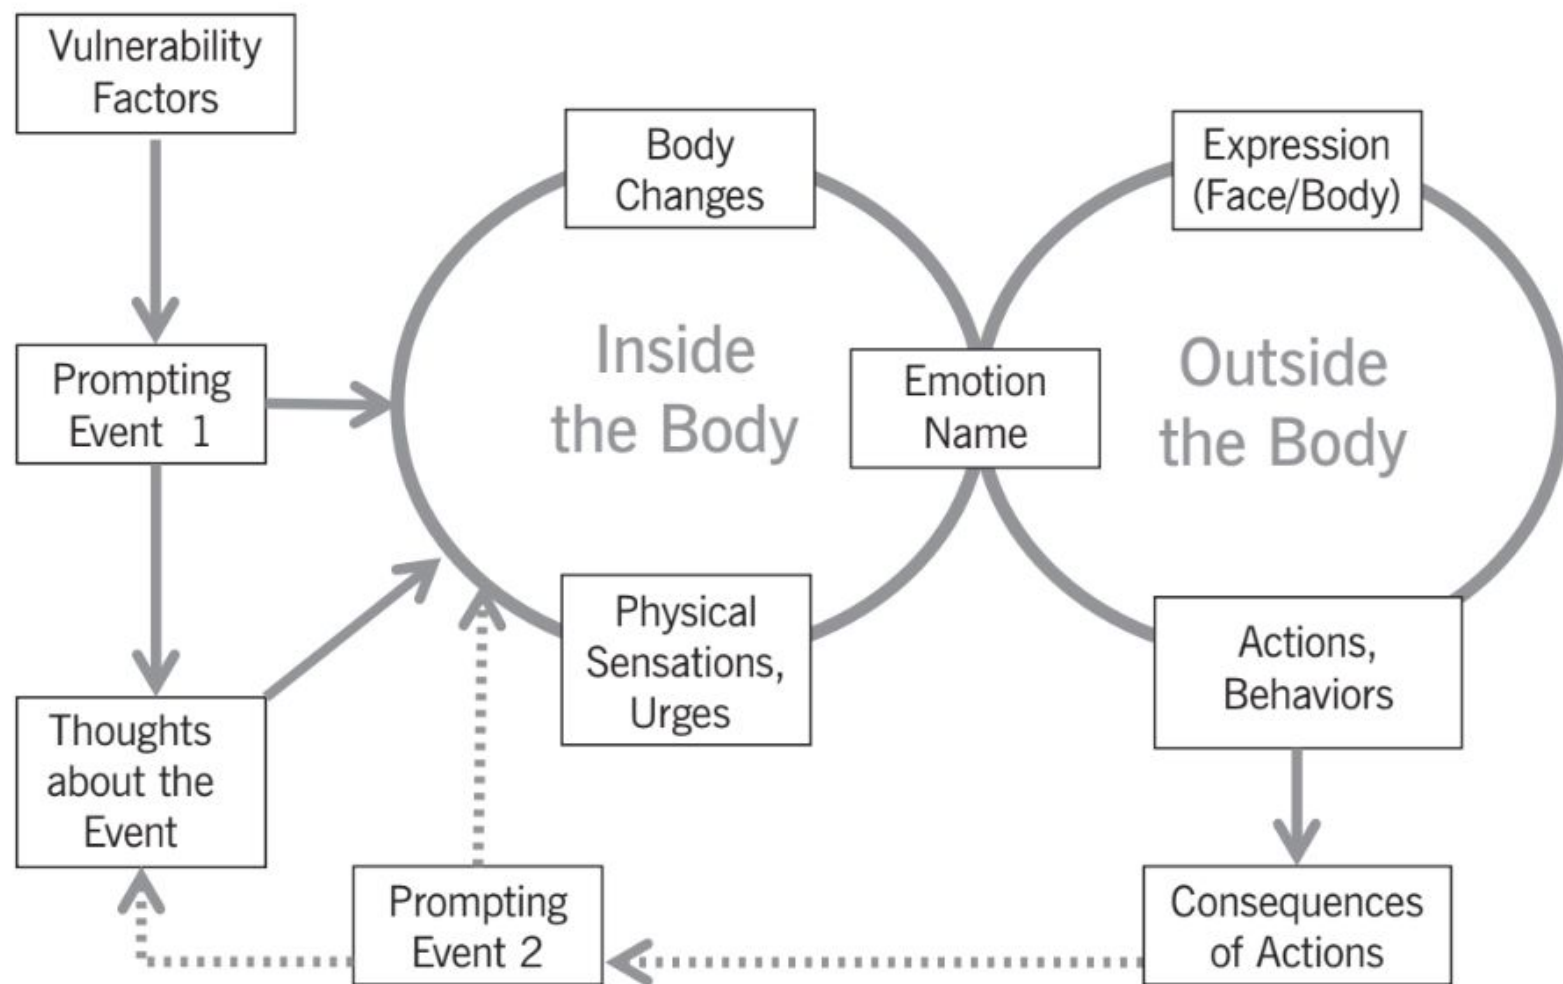 Vulnerability
Factors
Body
Changes
Expression
(Face/Body)
Prompting
Event 1
Inside
the Body
Emotion
Name
Outside
the Body
Thoughts
about the
Event
Physical
Sensations,
Urges
Actions,
Behaviors
Prompting
Event 2
Consequences
of Actions